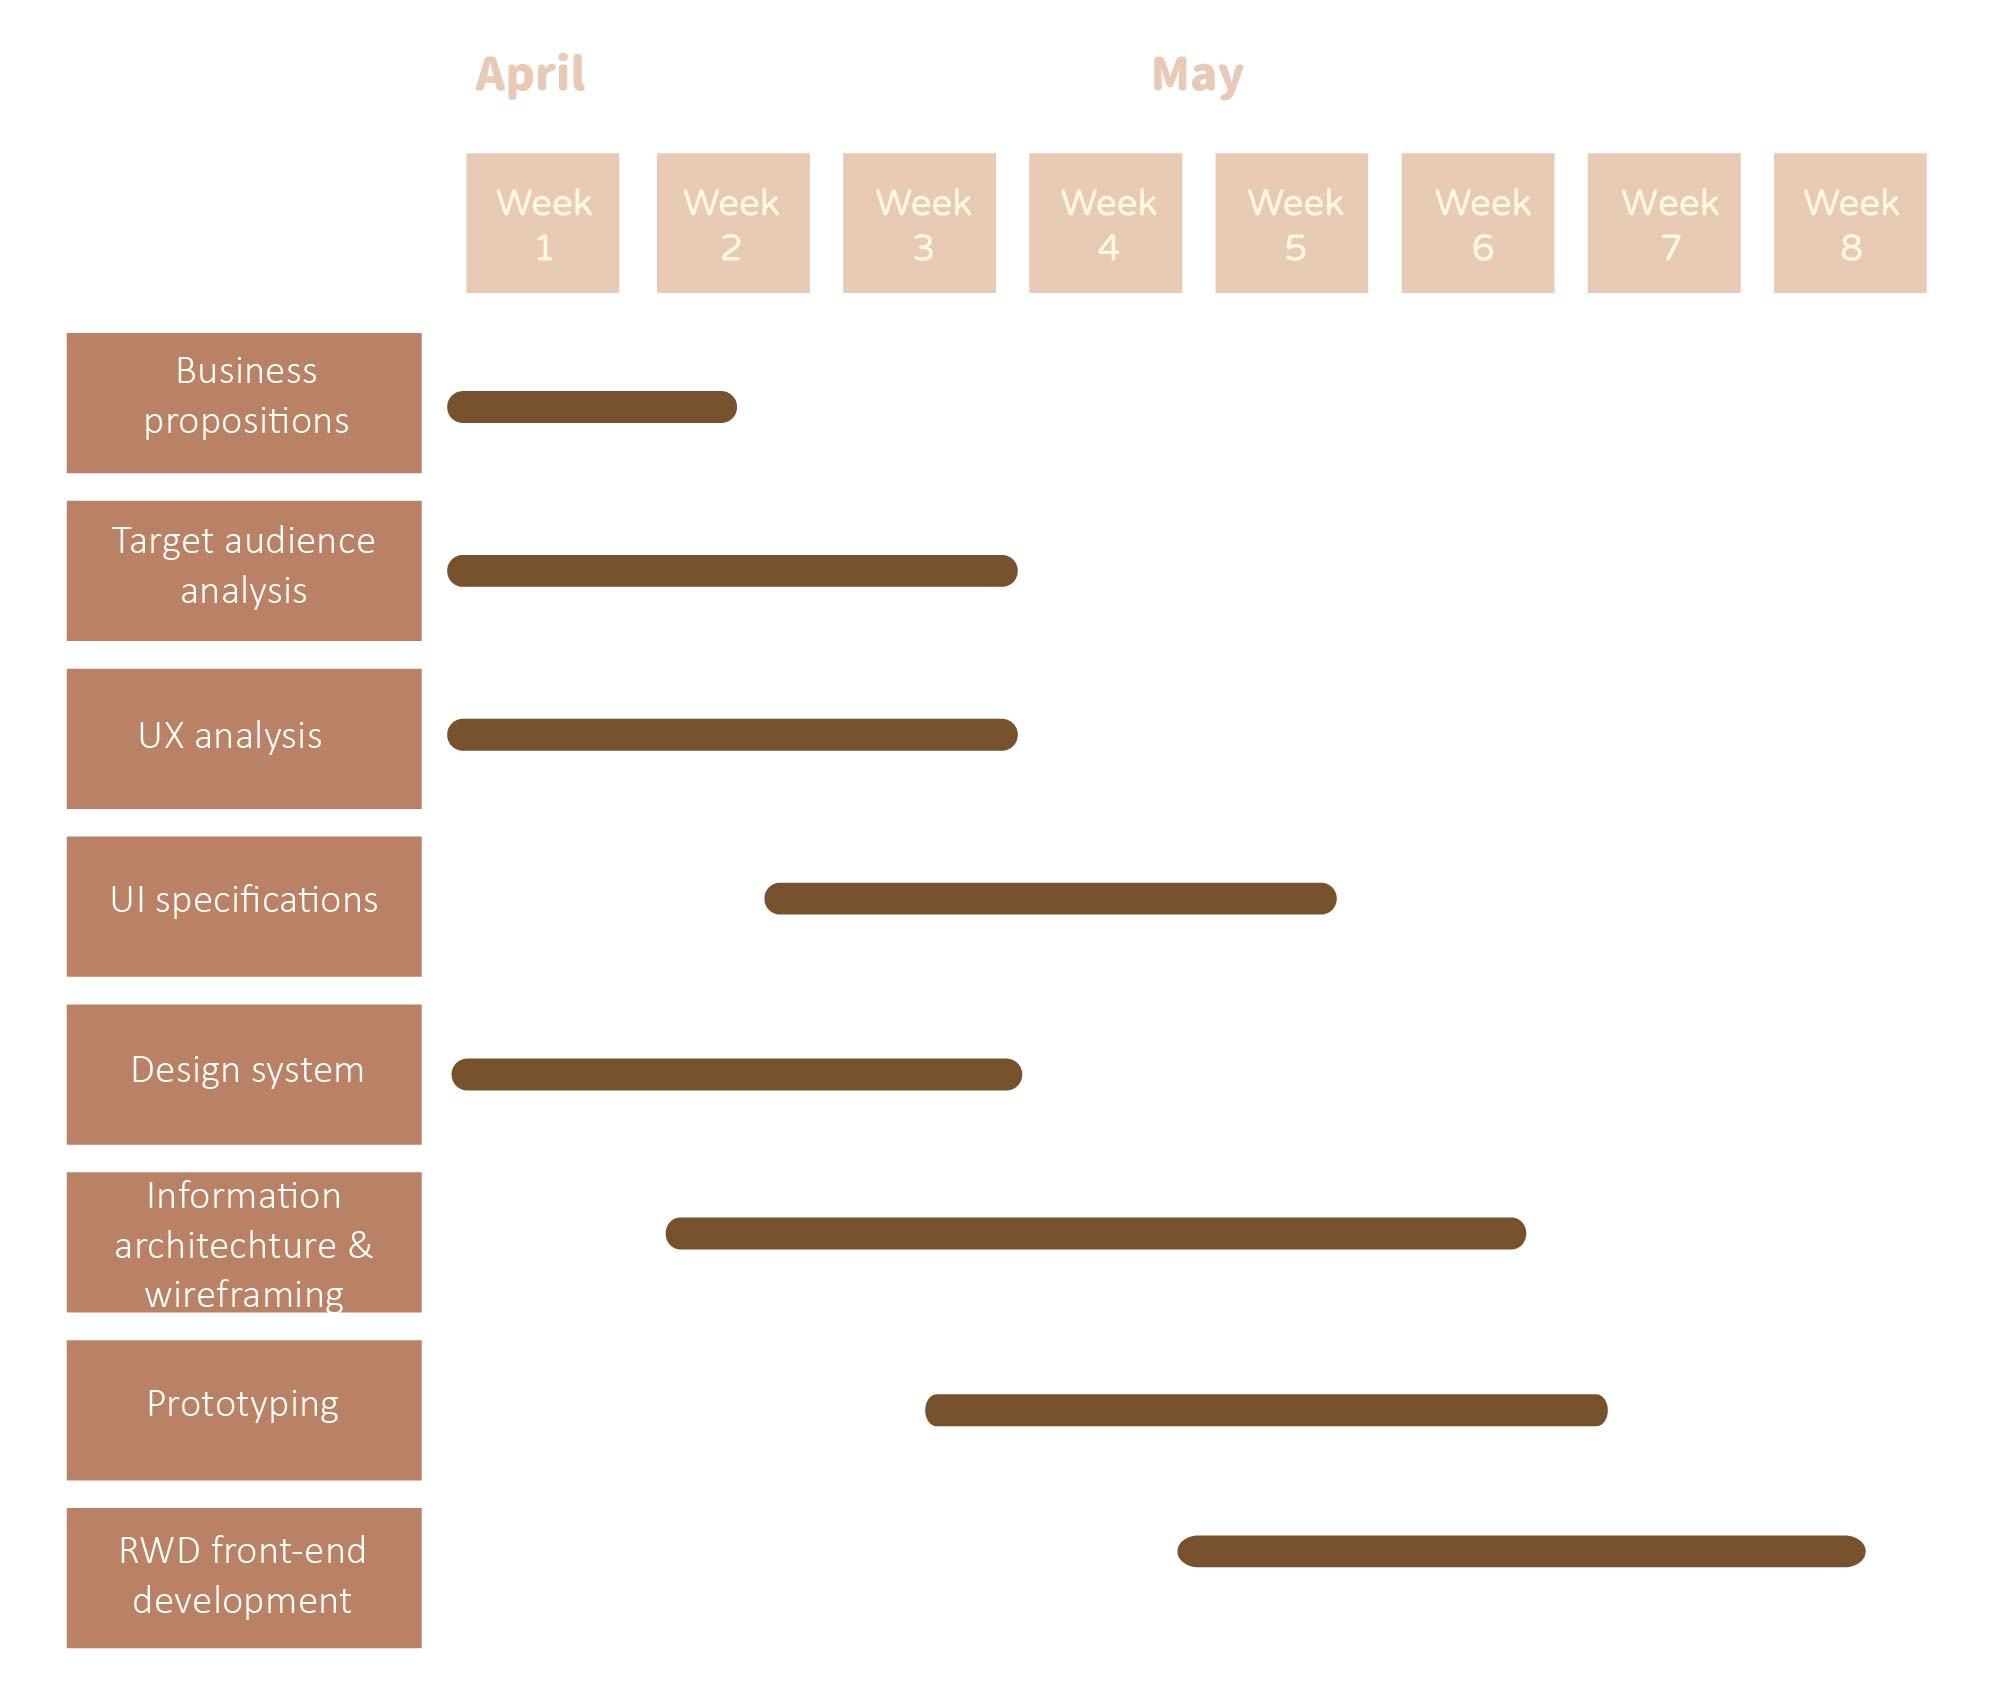 April
May
Week
1
Week
2
Week
3
Week
4
Week
5
Week
6
Week
7
Week
8
Business
propositions
Target audience
analysis
UX analysis
UI specifications
Design system
Information
architechture &
wireframing
Prototyping
RWD front-end
development